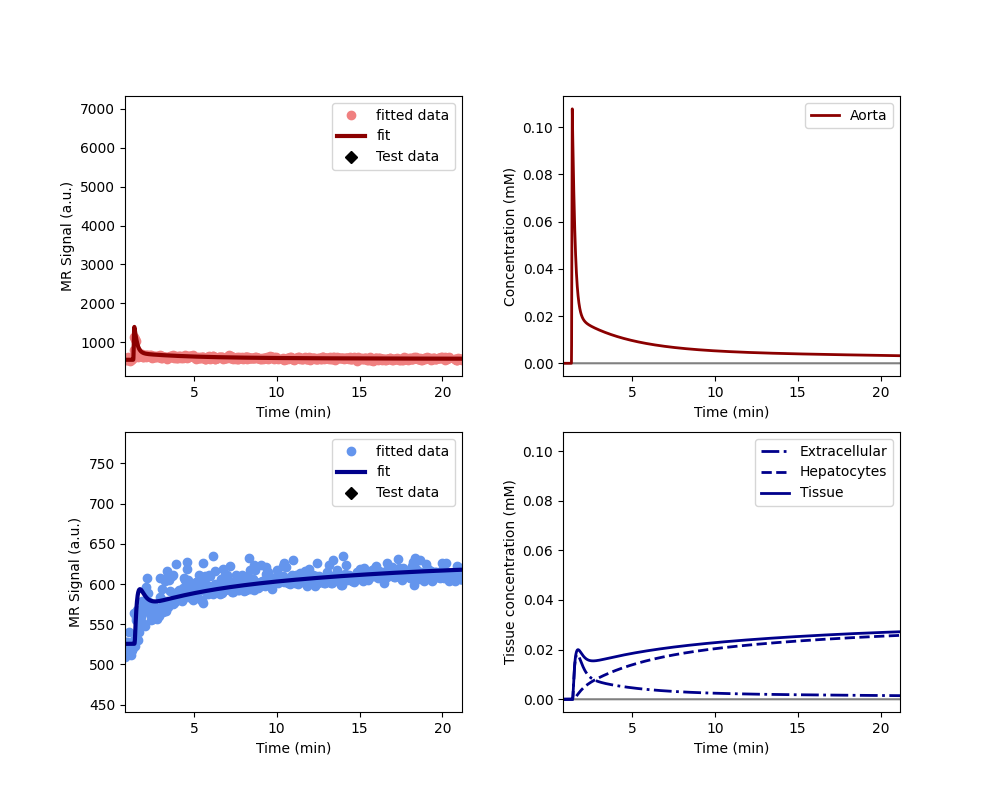 7000
6000
5000
4000
3000
2000
1000
MR Signal (a.u.)
fitted data
fit
Test data
5
10
15
20
Time (min)
0.10
0.08
0.06
0.04
0.02
0.00
Concentration (mM)
Aorta
5
10
15
20
Time (min)
750
700
650
600
550
500
450
MR Signal (a.u.)
fitted data
fit
Test data
5
10
15
20
Time (min)
0.10
0.08
0.06
0.04
0.02
0.00
Tissue concentration (mM)
Extracellular
Hepatocytes
Tissue
5
10
15
20
Time (min)